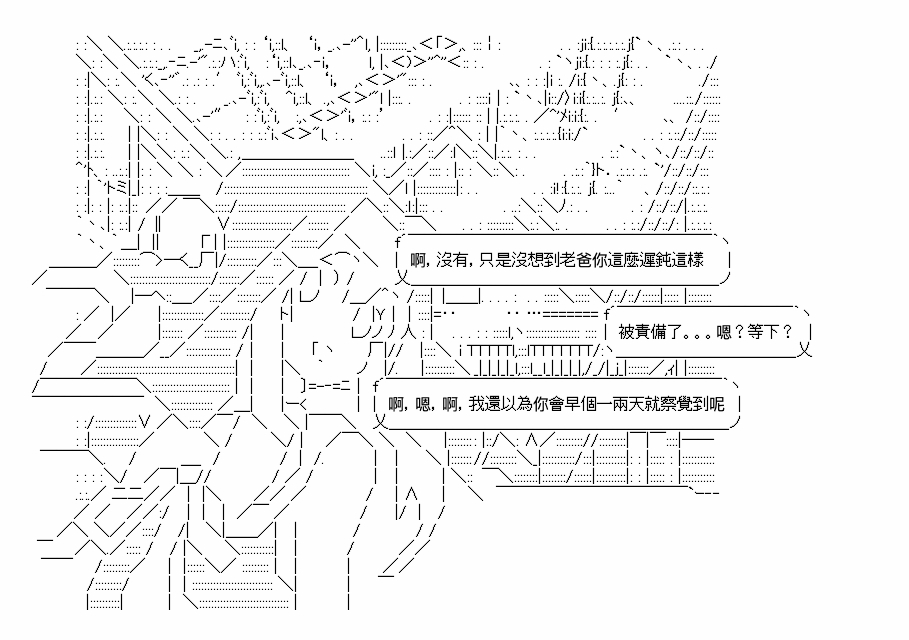 啊，沒有，只是沒想到老爸你這麼遲鈍這樣
被責備了。。。嗯？等下？
啊，嗯，啊，我還以為你會早個一兩天就察覺到呢